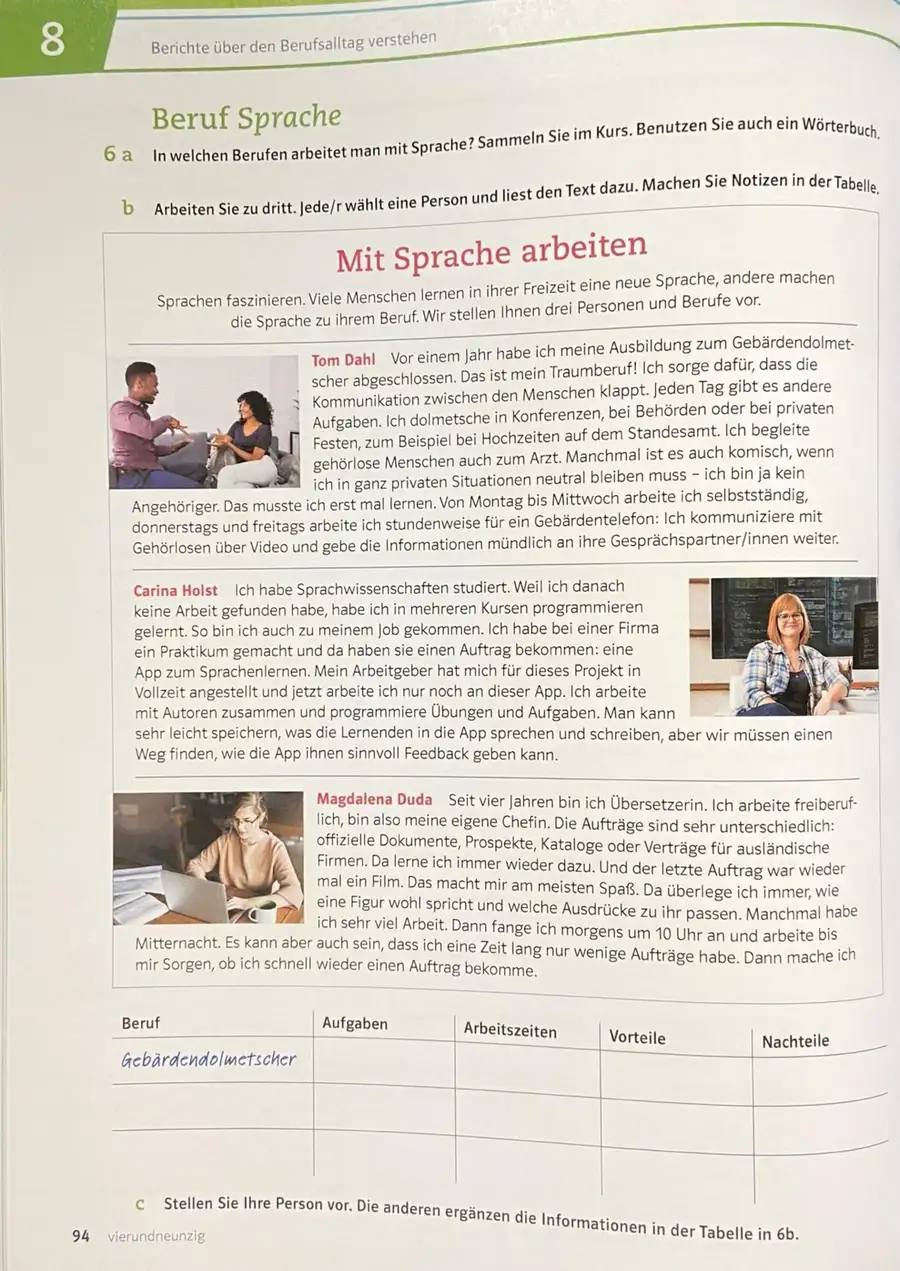 8
Berichte über den Berufsalltag verstehen
Beruf Sprache
6 a In welchen Berufen arbeitet man mit Sprache? Sammeln Sie im Kurs. Benutzen Sie auch ein Wörterbuch.
b Arbeiten Sie zu dritt. Jede/r wählt eine Person und liest den Text dazu. Machen Sie Notizen in der Tabelle.
Mit Sprache arbeiten
Sprachen faszinieren. Viele Menschen lernen in ihrer Freizeit eine neue Sprache, andere machen
die Sprache zu ihrem Beruf. Wir stellen Ihnen drei Personen und Berufe vor.
Tom Dahl Vor einem Jahr habe ich meine Ausbildung zum Gebärdendolmet-
scher abgeschlossen. Das ist mein Traumberuf! Ich sorge dafür, dass die
Kommunikation zwischen den Menschen klappt. Jeden Tag gibt es andere
Aufgaben. Ich dolmetsche in Konferenzen, bei Behörden oder bei privaten
Festen, zum Beispiel bei Hochzeiten auf dem Standesamt. Ich begleite
gehörlose Menschen auch zum Arzt. Manchmal ist es auch komisch, wenn
ich in ganz privaten Situationen neutral bleiben muss – ich bin ja kein
Angehöriger. Das musste ich erst mal lernen. Von Montag bis Mittwoch arbeite ich selbstständig,
donnerstags und freitags arbeite ich stundenweise für ein Gebärdentelefon: Ich kommuniziere mit
Gehörlosen über Video und gebe die Informationen mündlich an ihre Gesprächspartner/innen weiter.
Carina Holst Ich habe Sprachwissenschaften studiert. Weil ich danach
keine Arbeit gefunden habe, habe ich in mehreren Kursen programmieren
gelernt. So bin ich auch zu meinem Job gekommen. Ich habe bei einer Firma
ein Praktikum gemacht und da haben sie einen Auftrag bekommen: eine
App zum Sprachenlernen. Mein Arbeitgeber hat mich für dieses Projekt in
Vollzeit angestellt und jetzt arbeite ich nur noch an dieser App. Ich arbeite
mit Autoren zusammen und programmiere Übungen und Aufgaben. Man kann
sehr leicht speichern, was die Lernenden in die App sprechen und schreiben, aber wir müssen einen
Weg finden, wie die App ihnen sinnvoll Feedback geben kann.
Magdalena Duda Seit vier Jahren bin ich Übersetzerin. Ich arbeite freiberuf-
lich, bin also meine eigene Chefin. Die Aufträge sind sehr unterschiedlich:
offizielle Dokumente, Prospekte, Kataloge oder Verträge für ausländische
Firmen. Da lerne ich immer wieder dazu. Und der letzte Auftrag war wieder
mal ein Film. Das macht mir am meisten Spaß. Da überlege ich immer, wie
eine Figur wohl spricht und welche Ausdrücke zu ihr passen. Manchmal habe
ich sehr viel Arbeit. Dann fange ich morgens um 10 Uhr an und arbeite bis
Mitternacht. Es kann aber auch sein, dass ich eine Zeit lang nur wenige Aufträge habe. Dann mache ich
mir Sorgen, ob ich schnell wieder einen Auftrag bekomme.
Beruf Aufgaben Arbeitszeiten Vorteile Nachteile
Gebärdendolmetscher
c Stellen Sie Ihre Person vor. Die anderen ergänzen die Informationen in der Tabelle in 6b.
94 vierundneunzig